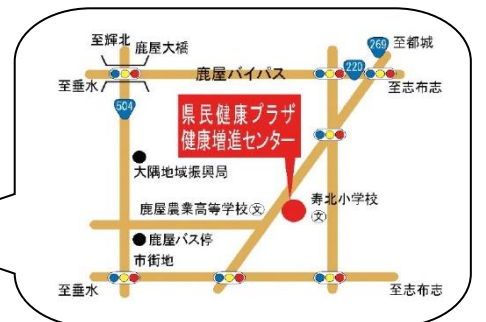 至輝北
鹿屋大橋
269
至都城
至垂水
鹿屋バイパス
220
至志布志
504
県民健康プラザ
健康増進センター
大隅地域振興局
鹿屋農業高等学校 文
寿北小学校
文
鹿屋バス停
市街地
至垂水
至志布志